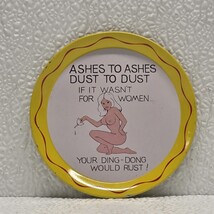 ASHES TO ASHES
DUST TO DUST
IF IT WASN'T
FOR WOMEN
YOUR DING-DONG
WOULD RUST!